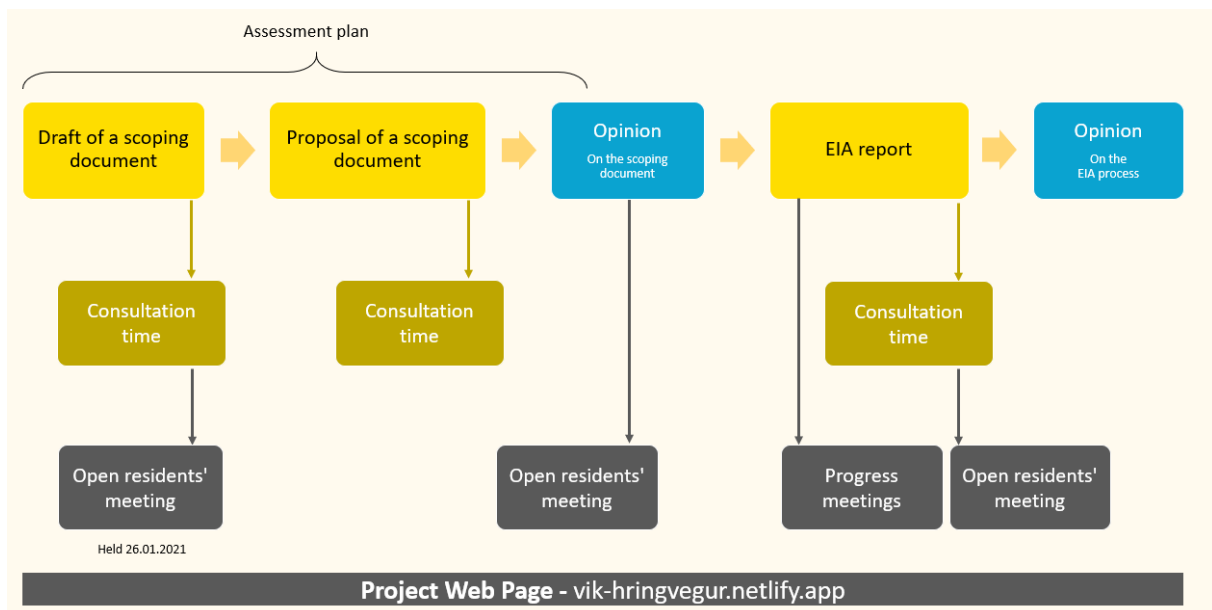 Assessment plan
Draft of a scoping
document
Proposal of a scoping
document
Opinion
On the scoping
document
EIA report
Opinion
On the
EIA process
Consultation
time
Consultation
time
Consultation
time
Open residents'
meeting
Open residents'
meeting
Progress
meetings
Open residents'
meeting
Held 26.01.2021
Project Web Page - vik-hringvegur.netlify.app